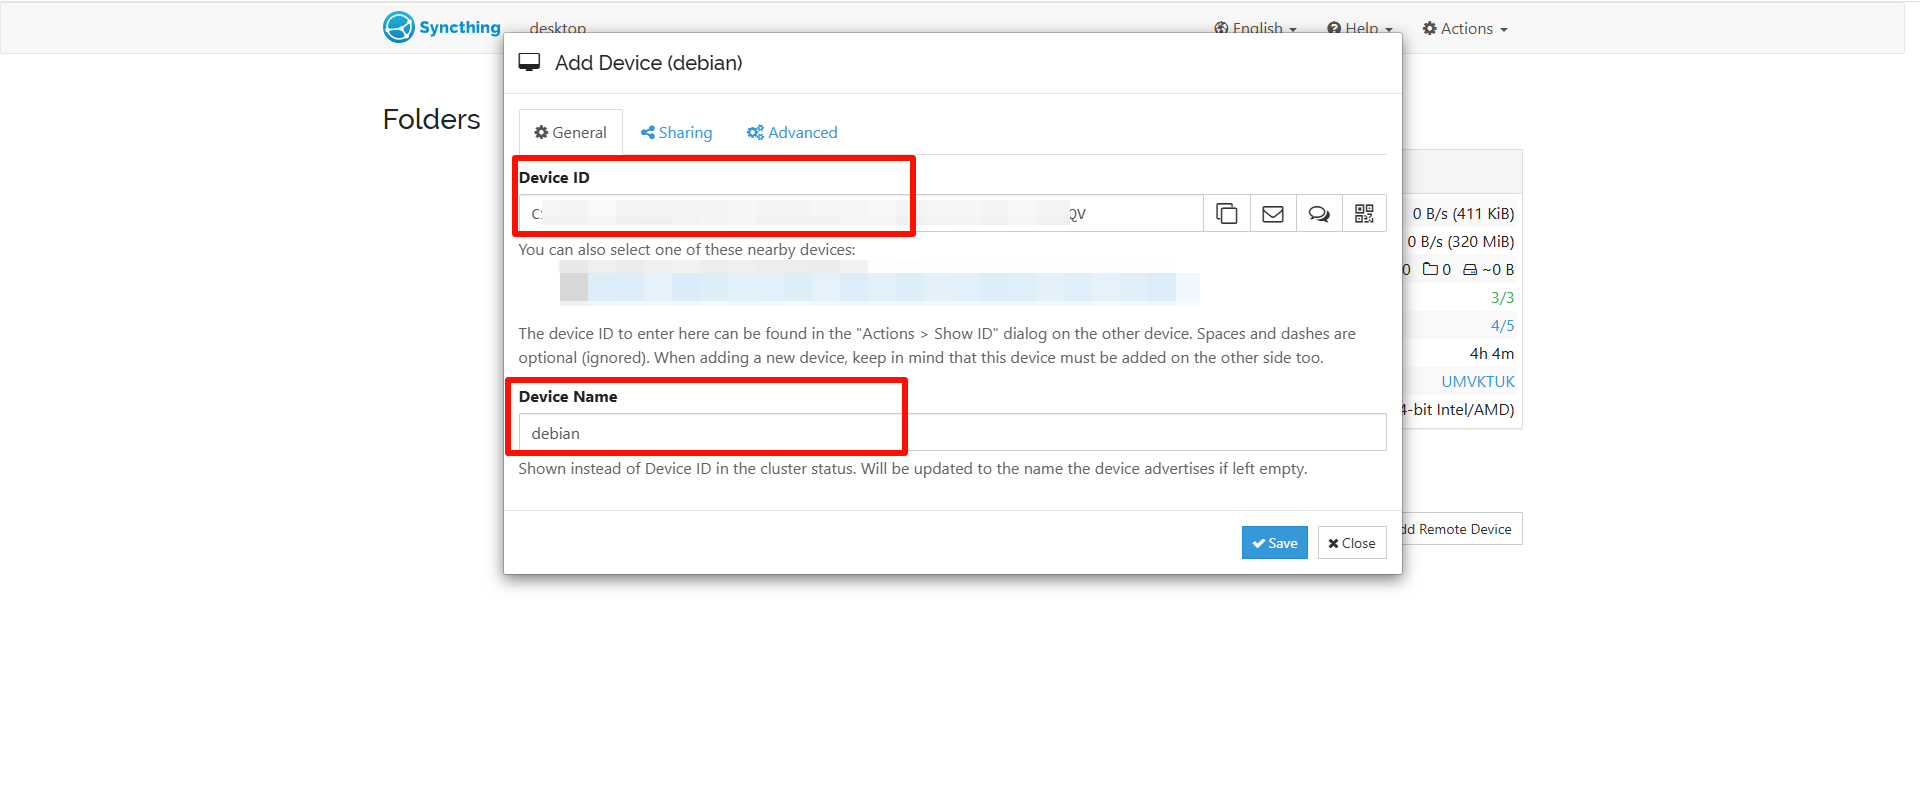 Syncthing desktop English Help Actions
Add Device (debian)
Folders
General Sharing Advanced
Device ID
QV
0 B/s (411 KiB)
You can also select one of these nearby devices:
0 B/s (320 MiB)
0 0 ~0 B
3/3
The device ID to enter here can be found in the "Actions > Show ID" dialog on the other device. Spaces and dashes are
optional (ignored). When adding a new device, keep in mind that this device must be added on the other side too.
4/5
4h 4m
UMVKTUK
4-bit Intel/AMD)
Device Name
debian
Shown instead of Device ID in the cluster status. Will be updated to the name the device advertises if left empty.
Save Close
dd Remote Device